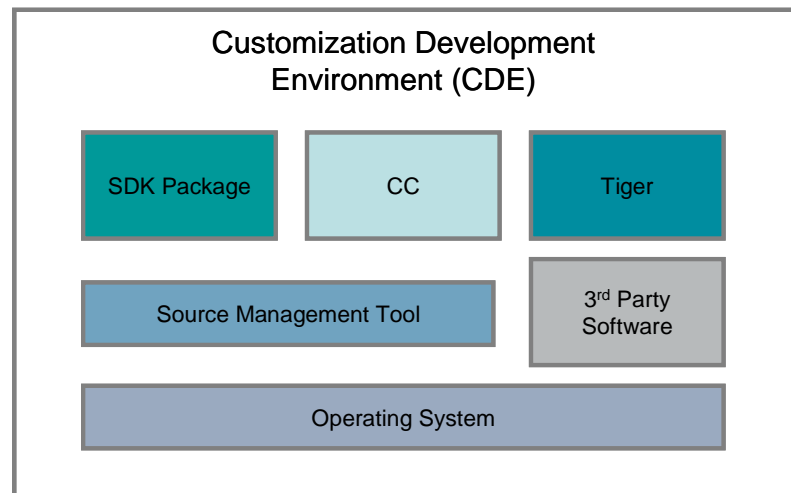 Customization Development
Environment (CDE)
SDK Package
CC
Tiger
Source Management Tool
3rd Party
Software
Operating System